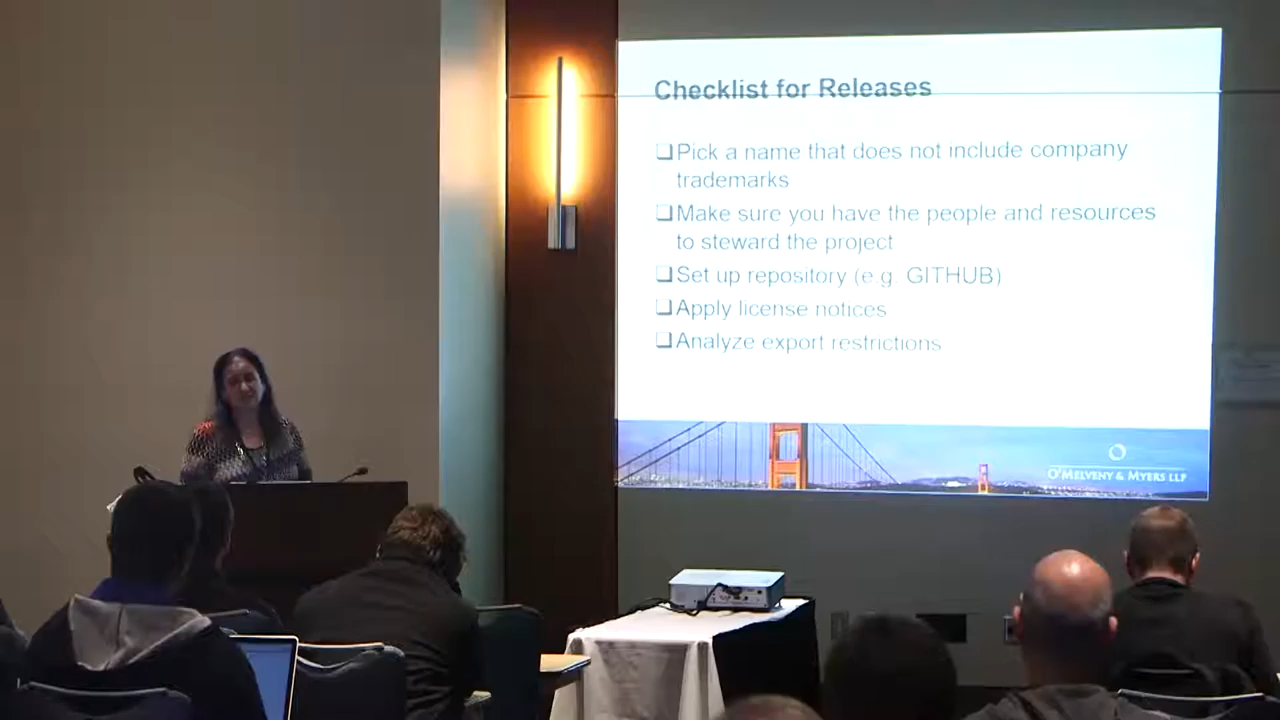 Checklist for Releases
❑Pick a name that does not include company
trademarks
❑Make sure you have the people and resources
to steward the project
❑Set up repository (e.g. GITHUB)
❑Apply license notices
❑Analyze export restrictions
O'MELVENY & MYERS LLP